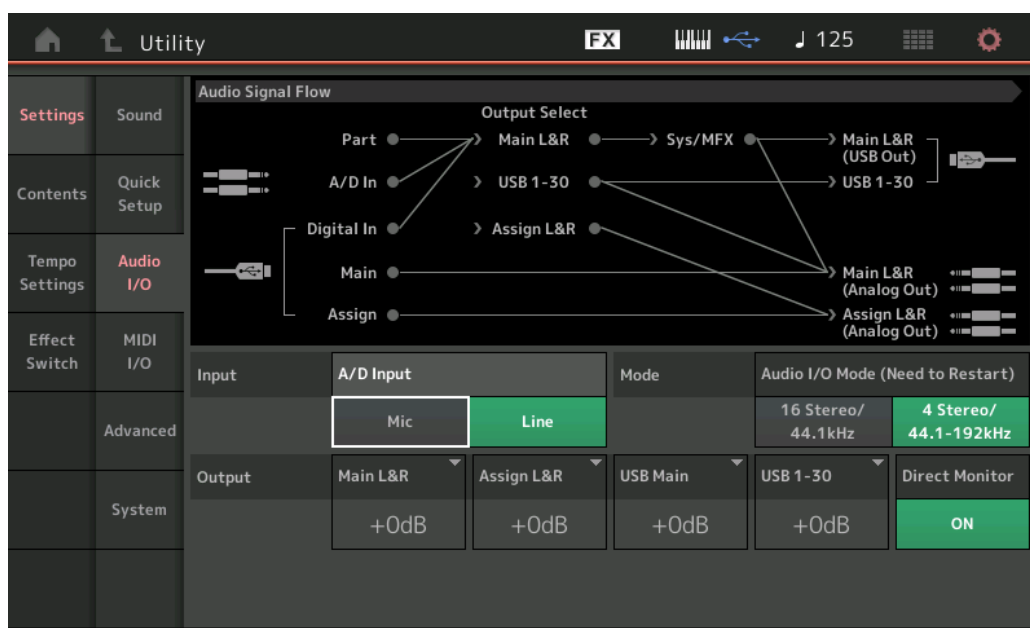 Utility
FX
125
Settings
Sound
Contents
Quick
Setup
Tempo
Settings
Audio
I/O
Effect
Switch
MIDI
I/O
Advanced
System
Audio Signal Flow
Output Select
Part
Main L&R
Sys/MFX
Main L&R
(USB Out)
A/D In
USB 1-30
USB 1-30
Digital In
Assign L&R
Main
Main L&R
(Analog Out)
Assign
Assign L&R
(Analog Out)
Input
A/D Input
Mode
Audio I/O Mode (Need to Restart)
Mic
Line
16 Stereo/
44.1kHz
4 Stereo/
44.1-192kHz
Output
Main L&R
Assign L&R
USB Main
USB 1-30
Direct Monitor
+0dB
+0dB
+0dB
+0dB
ON